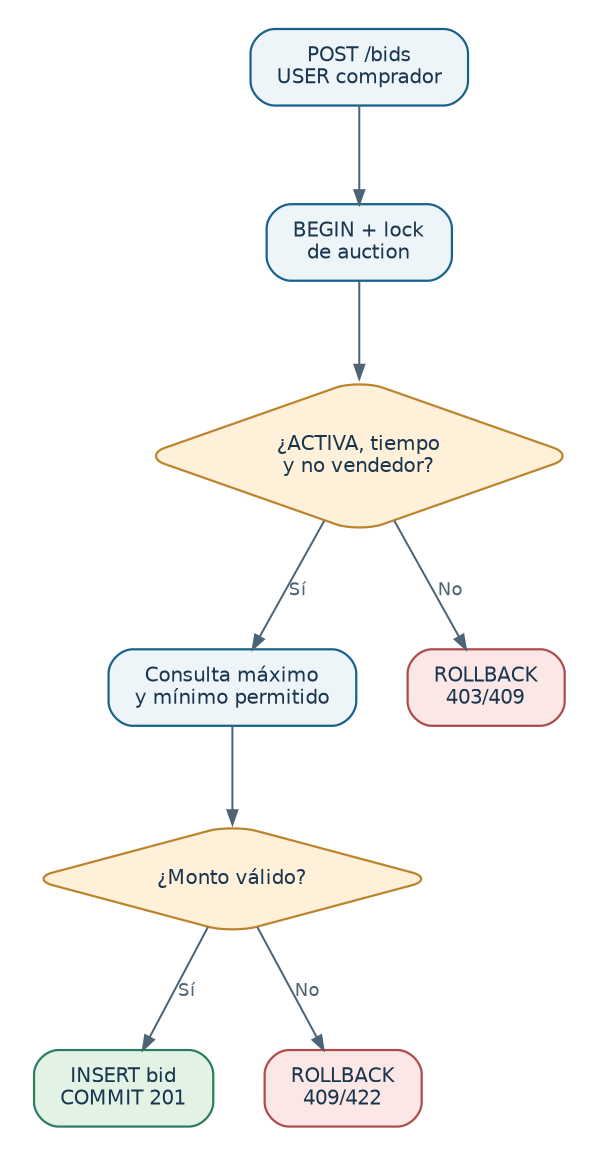 POST /bids
USER comprador
BEGIN + lock
de auction
¿ACTIVA, tiempo
y no vendedor?
Sí
No
Consulta máximo
y mínimo permitido
ROLLBACK
403/409
¿Monto válido?
Sí
No
INSERT bid
COMMIT 201
ROLLBACK
409/422